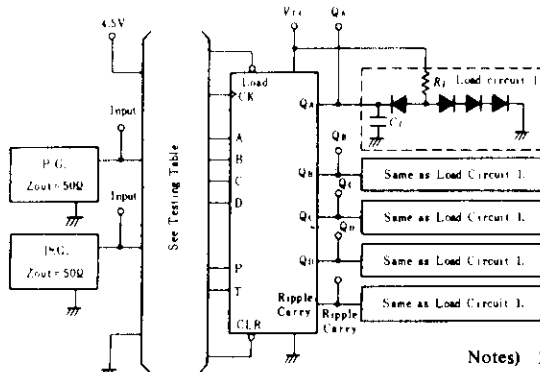 4.5V
Input
P.G.
Zout=50Ω
Input
P.G.
Zout=50Ω
See Testing Table
Load
CK
A
B
C
D
P
T
CLR
Vcc
QA
QA
QB
QB
QC
QC
QD
QD
Ripple
Carry
Ripple
Carry
RL
CL
Load circuit 1
Same as Load Circuit 1.
Same as Load Circuit 1.
Same as Load Circuit 1.
Same as Load Circuit 1.
Notes)